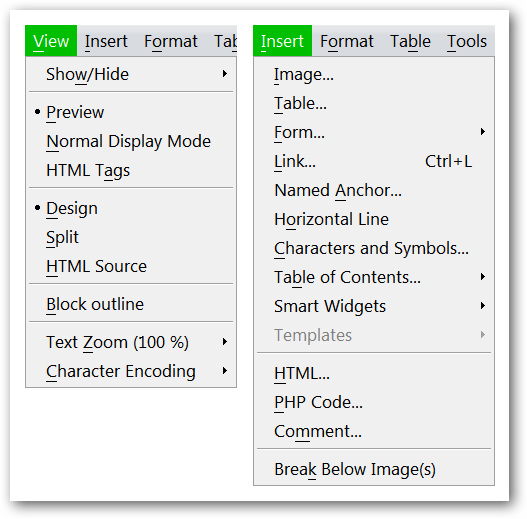 View Insert Format Tab
Show/Hide
Preview
Normal Display Mode
HTML Tags
Design
Split
HTML Source
Block outline
Text Zoom (100 %)
Character Encoding
Insert Format Table Tools
Image...
Table...
Form...
Link... Ctrl+L
Named Anchor...
Horizontal Line
Characters and Symbols...
Table of Contents...
Smart Widgets
Templates
HTML...
PHP Code...
Comment...
Break Below Image(s)